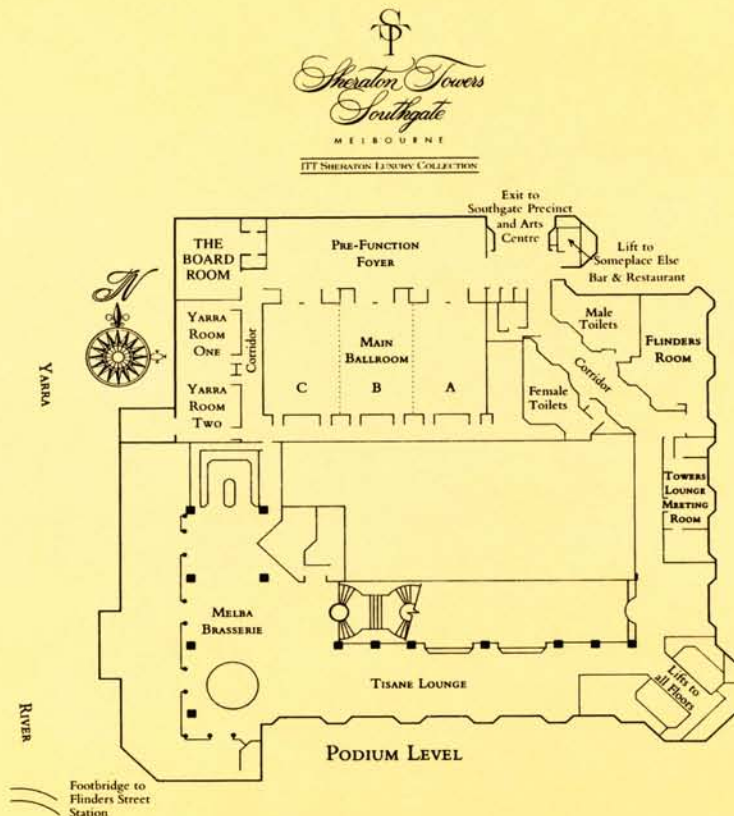 ST
Sheraton Towers
Southgate
MELBOURNE
ITT SHERATON LUXURY COLLECTION
Exit to
Southgate Precinct
and Arts
Centre
Lift to
Someplace Else
Bar & Restaurant
THE
BOARD
ROOM
PRE-FUNCTION
FOYER
N
YARRA
ROOM
ONE
Corridor
MAIN
BALLROOM
C
B
A
Male
Toilets
FLINDERS
ROOM
Corridor
Female
Toilets
YARRA
ROOM
TWO
YARRA
TOWERS
LOUNGE
MEETING
ROOM
MELBA
BRASSERIE
TISANE LOUNGE
Lifts to
all Floors
RIVER
PODIUM LEVEL
Footbridge to
Flinders Street
Station